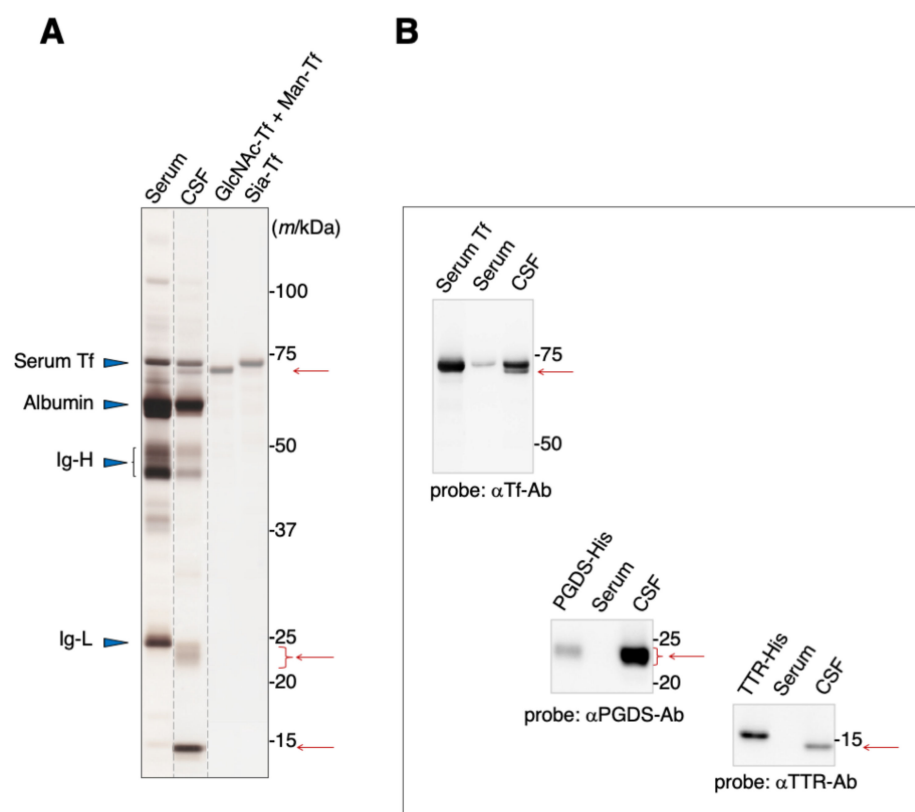 A
B
Serum
CSF
GlcNAc-Tf + Man-Tf
Sia-Tf
(m/kDa)
-100
Serum Tf
-75
Albumin
-50
Ig-H
-37
Ig-L
-25
-20
-15
Serum Tf
Serum
CSF
-75
-50
probe: αTf-Ab
PGDS-His
Serum
CSF
-25
-20
probe: αPGDS-Ab
TTR-His
Serum
CSF
-15
probe: αTTR-Ab